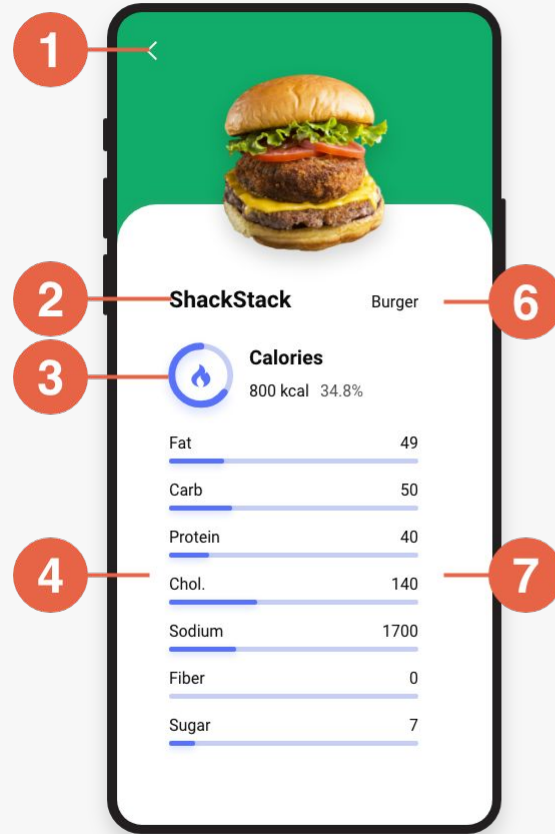 1
2
ShackStack
Burger
6
3
Calories
800 kcal 34.8%
Fat 49
Carb 50
Protein 40
4
7
Chol. 140
Sodium 1700
Fiber 0
Sugar 7